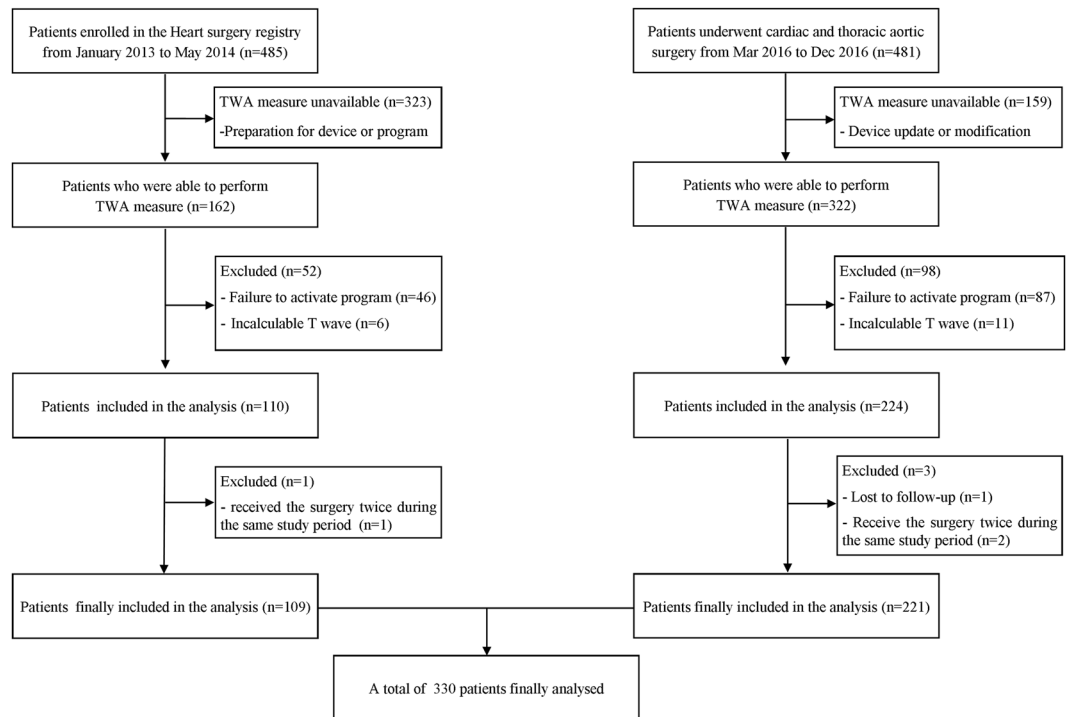 Patients enrolled in the Heart surgery registry
from January 2013 to May 2014 (n=485)
TWA measure unavailable (n=323)
-Preparation for device or program
Patients who were able to perform
TWA measure (n=162)
Excluded (n=52)
- Failure to activate program (n=46)
- Incalculable T wave (n=6)
Patients included in the analysis (n=110)
Excluded (n=1)
- received the surgery twice during
the same study period (n=1)
Patients finally included in the analysis (n=109)
Patients underwent cardiac and thoracic aortic
surgery from Mar 2016 to Dec 2016 (n=481)
TWA measure unavailable (n=159)
- Device update or modification
Patients who were able to perform
TWA measure (n=322)
Excluded (n=98)
- Failure to activate program (n=87)
- Incalculable T wave (n=11)
Patients included in the analysis (n=224)
Excluded (n=3)
- Lost to follow-up (n=1)
- Receive the surgery twice during
the same study period (n=2)
Patients finally included in the analysis (n=221)
A total of 330 patients finally analysed